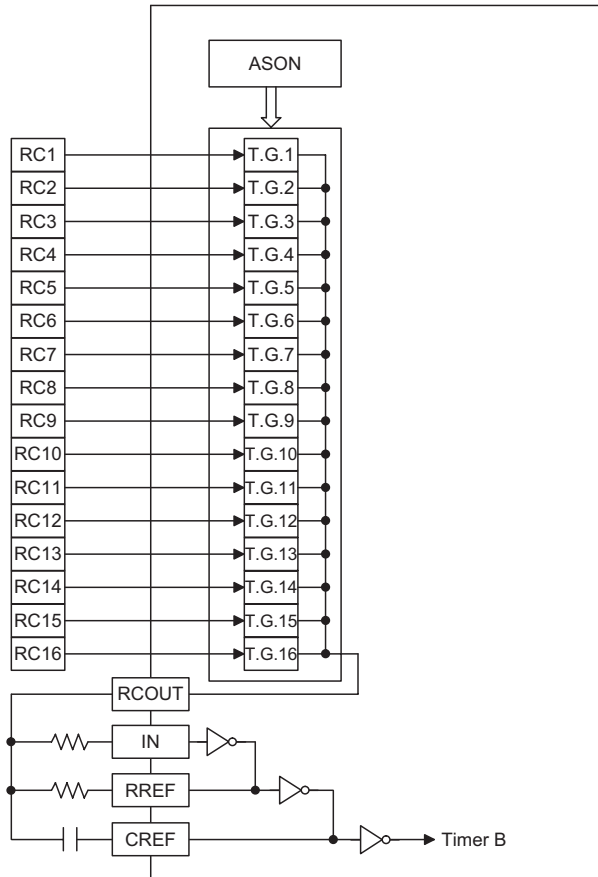 ASON
RC1 T.G.1
RC2 T.G.2
RC3 T.G.3
RC4 T.G.4
RC5 T.G.5
RC6 T.G.6
RC7 T.G.7
RC8 T.G.8
RC9 T.G.9
RC10 T.G.10
RC11 T.G.11
RC12 T.G.12
RC13 T.G.13
RC14 T.G.14
RC15 T.G.15
RC16 T.G.16
RCOUT
IN
RREF
CREF Timer B